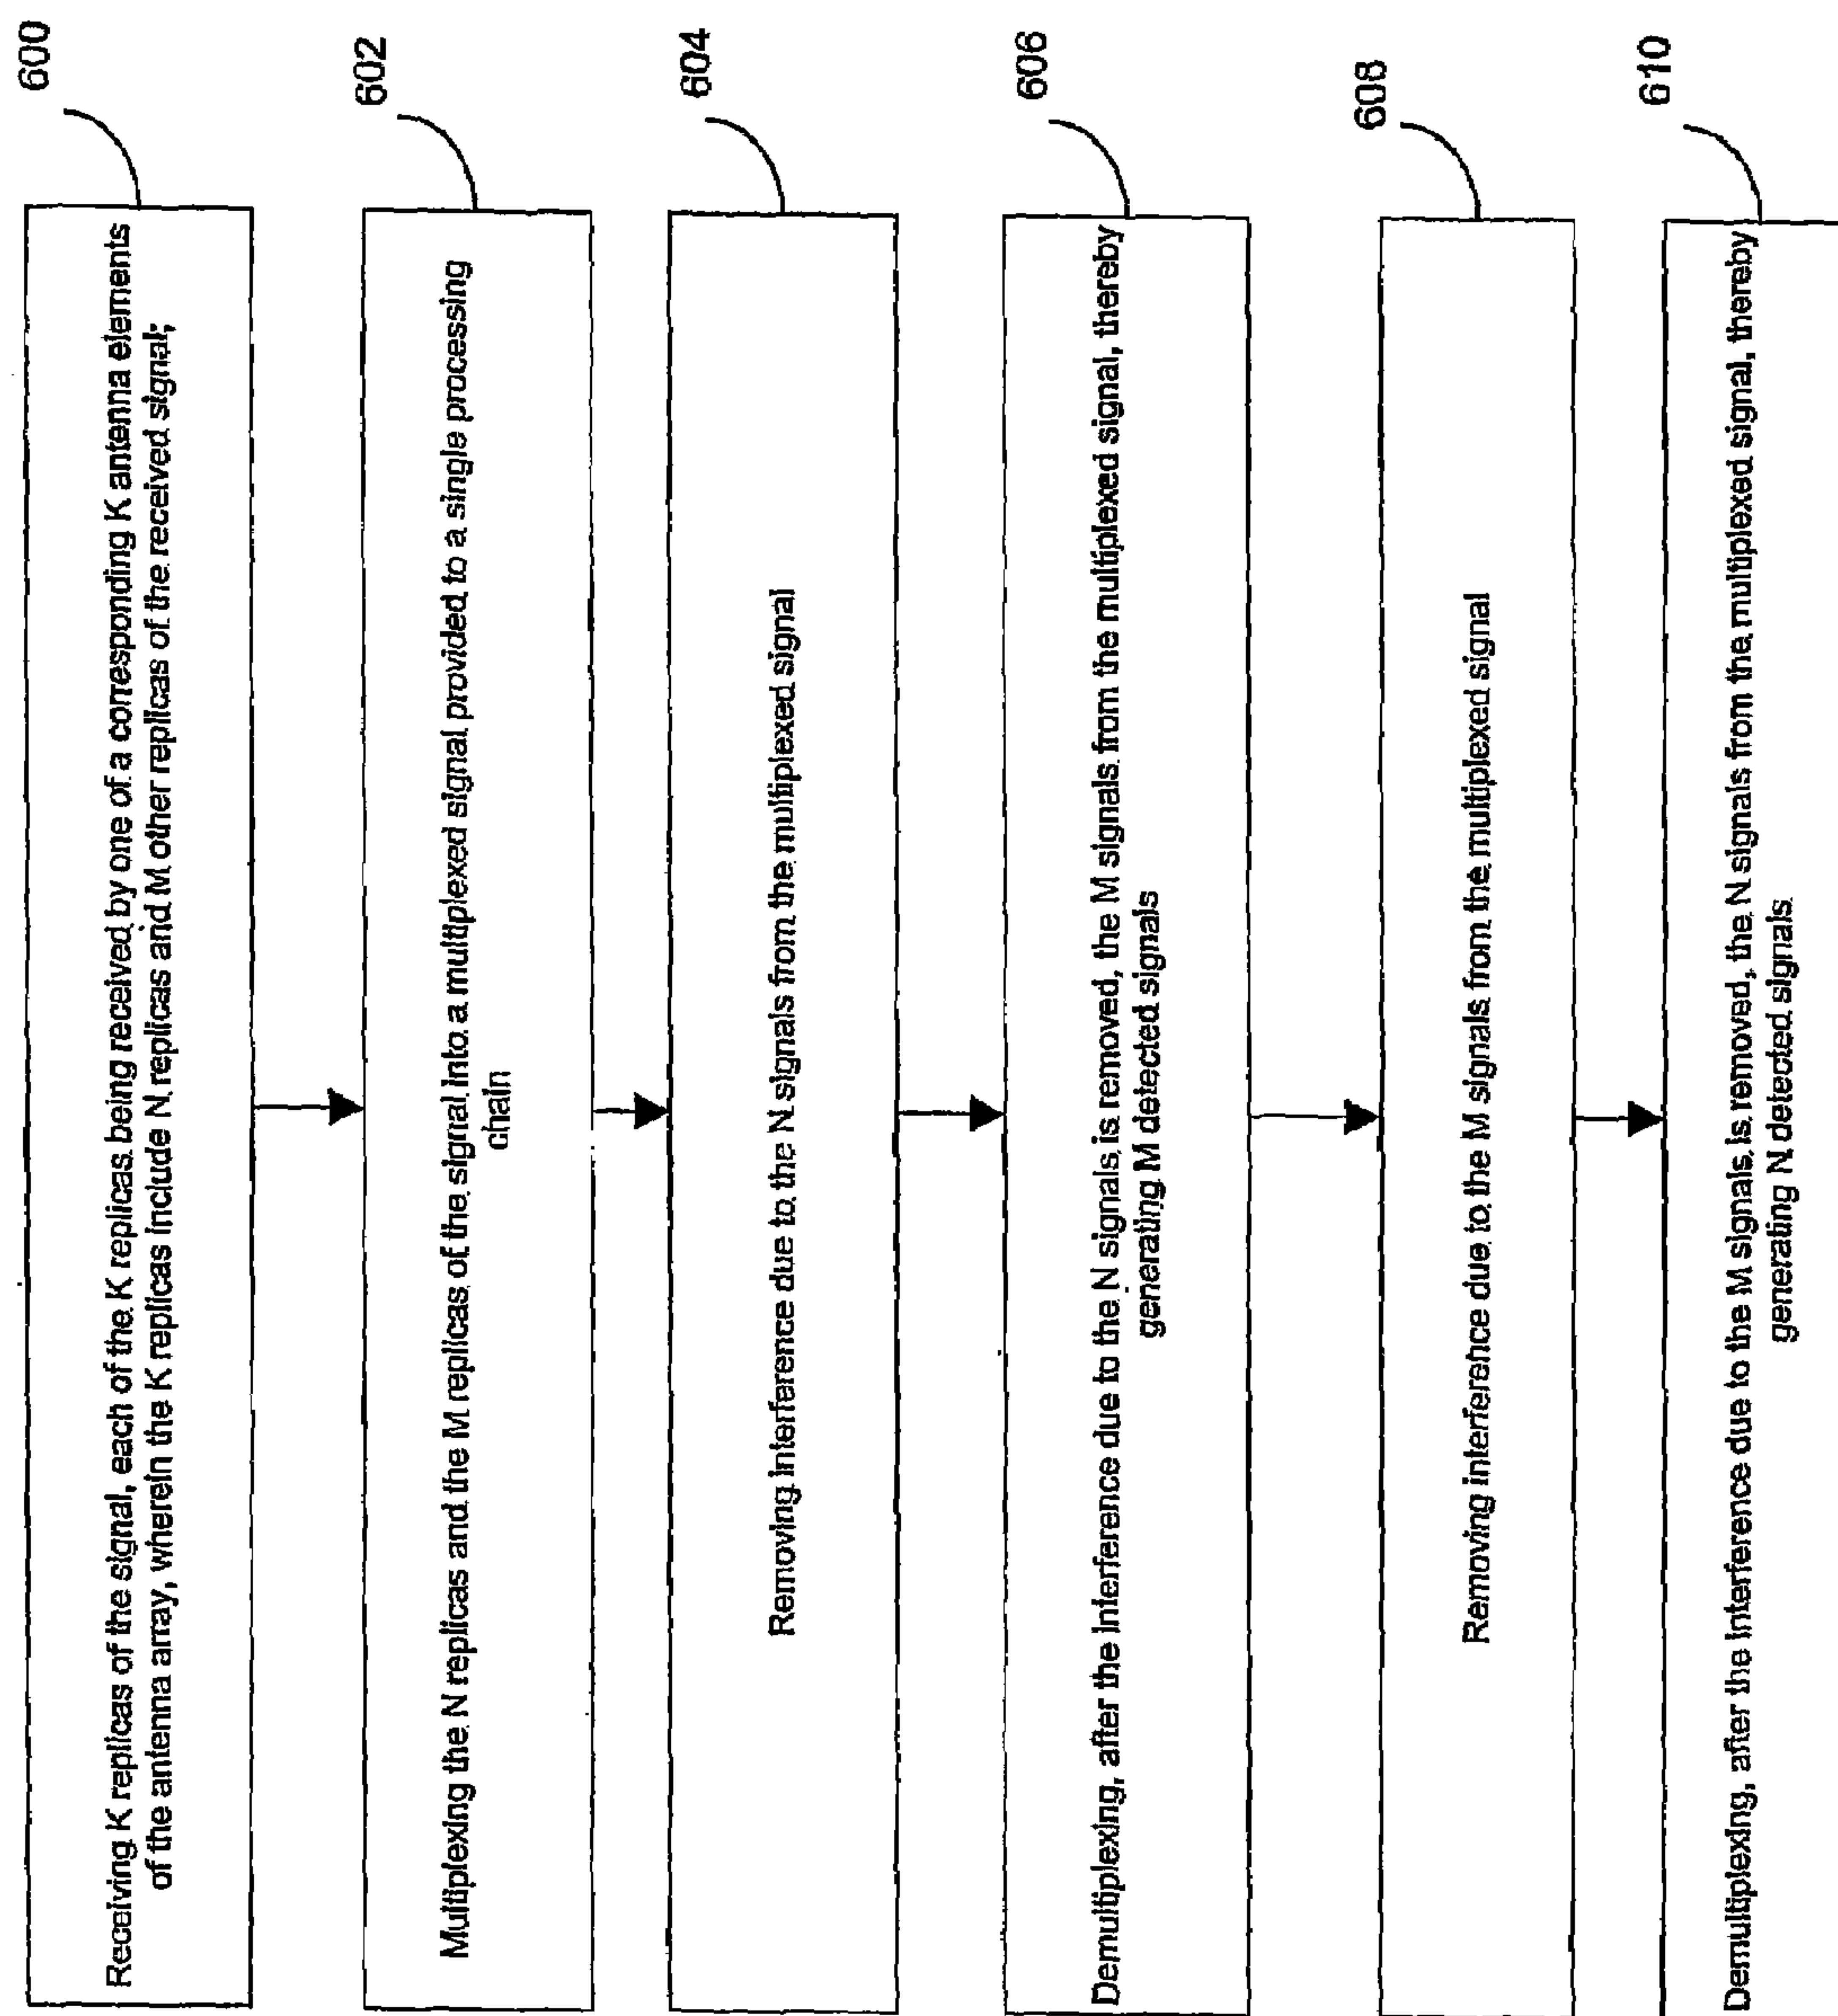 600
Receiving K replicas of the signal, each of the K replicas being received by one of a corresponding K antenna elements
of the antenna array, wherein the K replicas include N replicas and M other replicas of the received signal;
602
Multiplexing the N replicas and the M replicas of the signal into a multiplexed signal provided to a single processing
chain
604
Removing interference due to the N signals from the multiplexed signal
606
Demultiplexing, after the interference due to the N signals is removed, the M signals from the multiplexed signal, thereby
generating M detected signals
608
Removing interference due to the M signals from the multiplexed signal
610
Demultiplexing, after the interference due to the M signals is removed, the N signals from the multiplexed signal, thereby
generating N detected signals